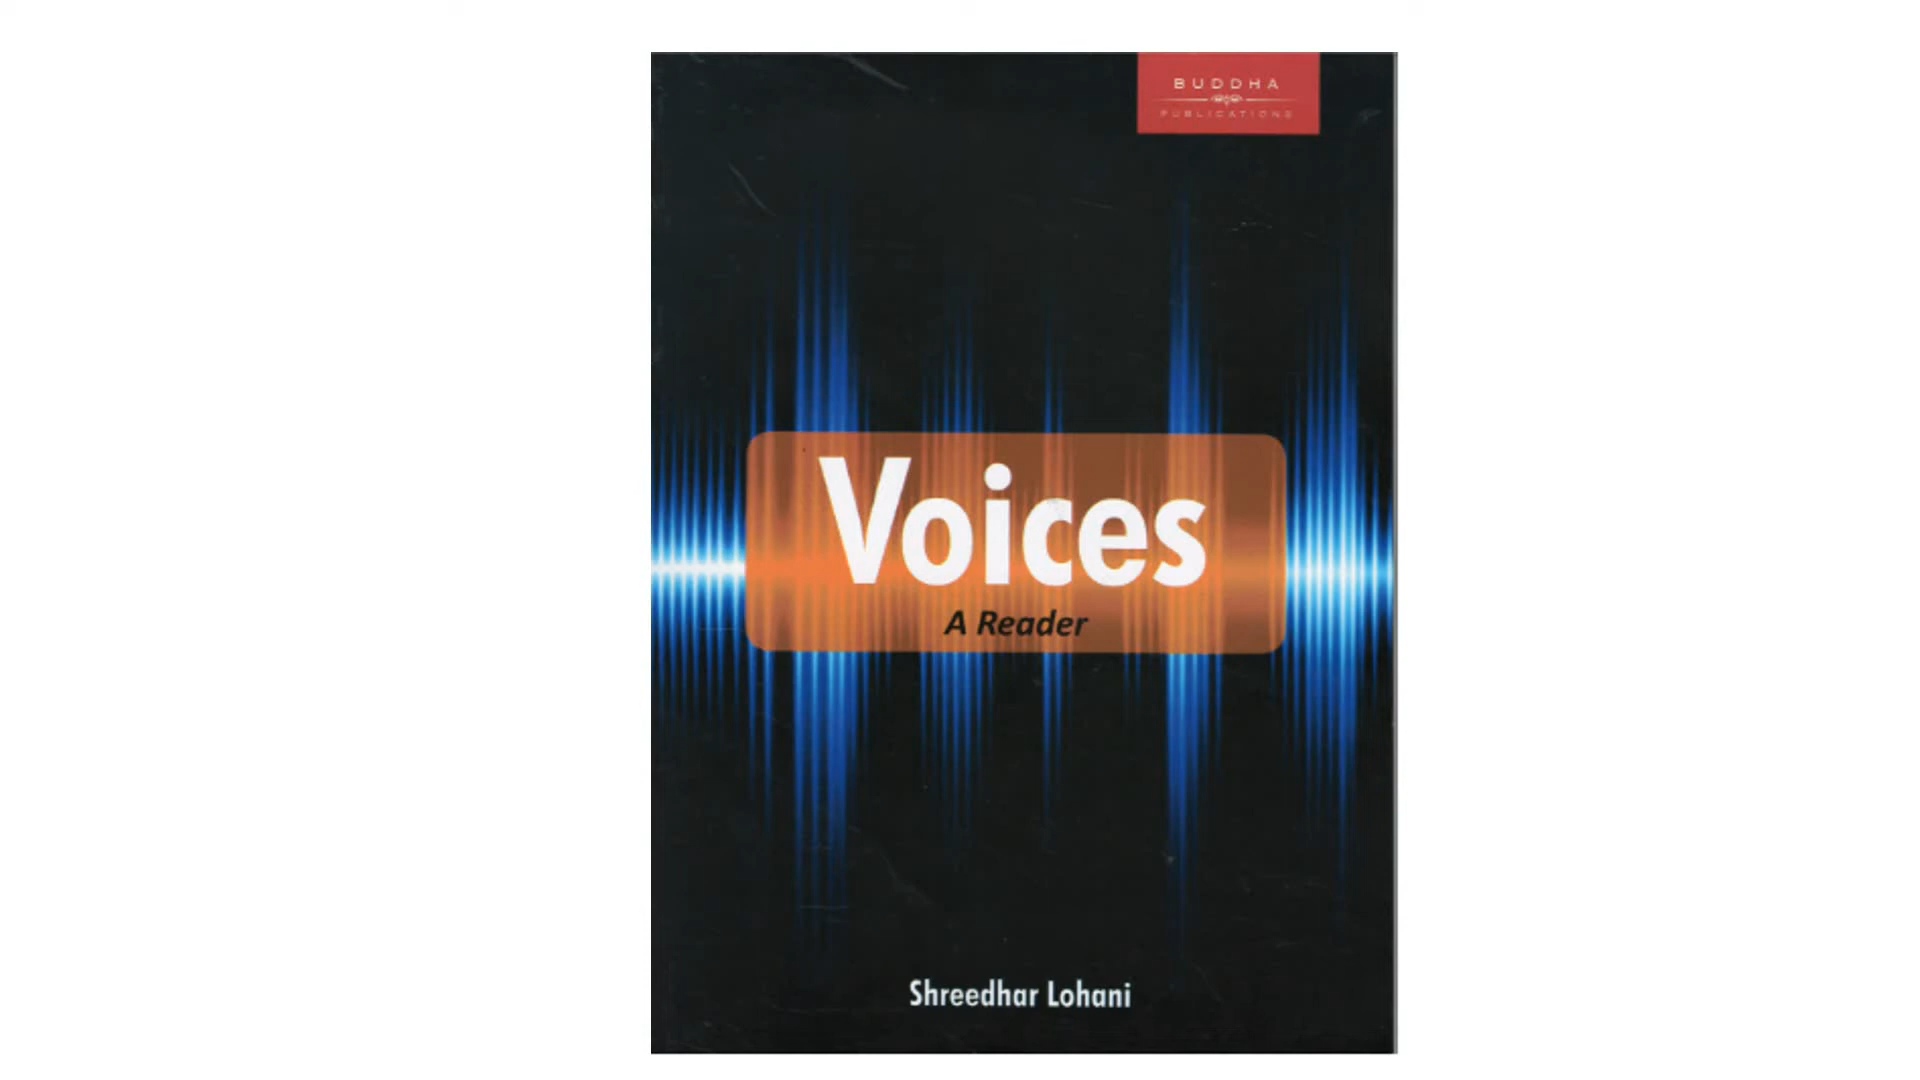 BUDDHA
PUBLICATIONS
Voices
A Reader
Shreedhar Lohani